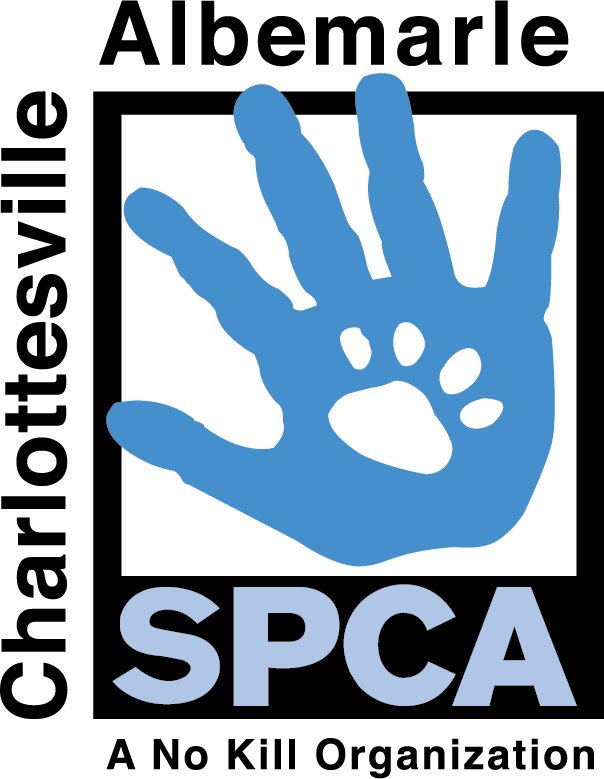 Charlottesville
Albemarle
SPCA
A No Kill Organization